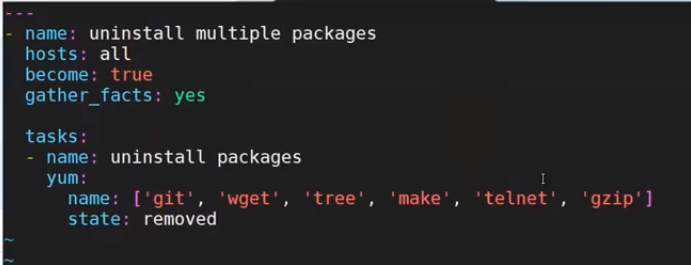 ---
- name: uninstall multiple packages
  hosts: all
  become: true
  gather_facts: yes

  tasks:
  - name: uninstall packages
    yum:
      name: ['git', 'wget', 'tree', 'make', 'telnet', 'gzip']
      state: removed
~
~